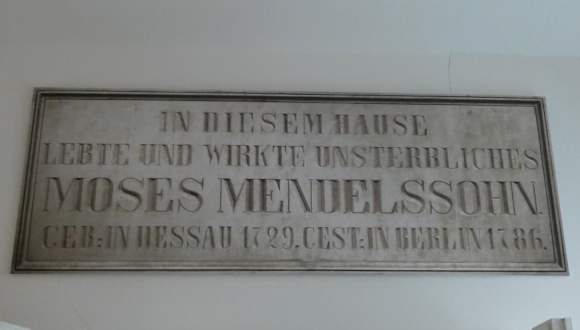 IN DIESEM HAUSE
LEBTE UND WIRKTE UNSTERBLICHES
MOSES MENDELSSOHN.
GEB: IN DESSAU 1729. GEST: IN BERLIN 1786.